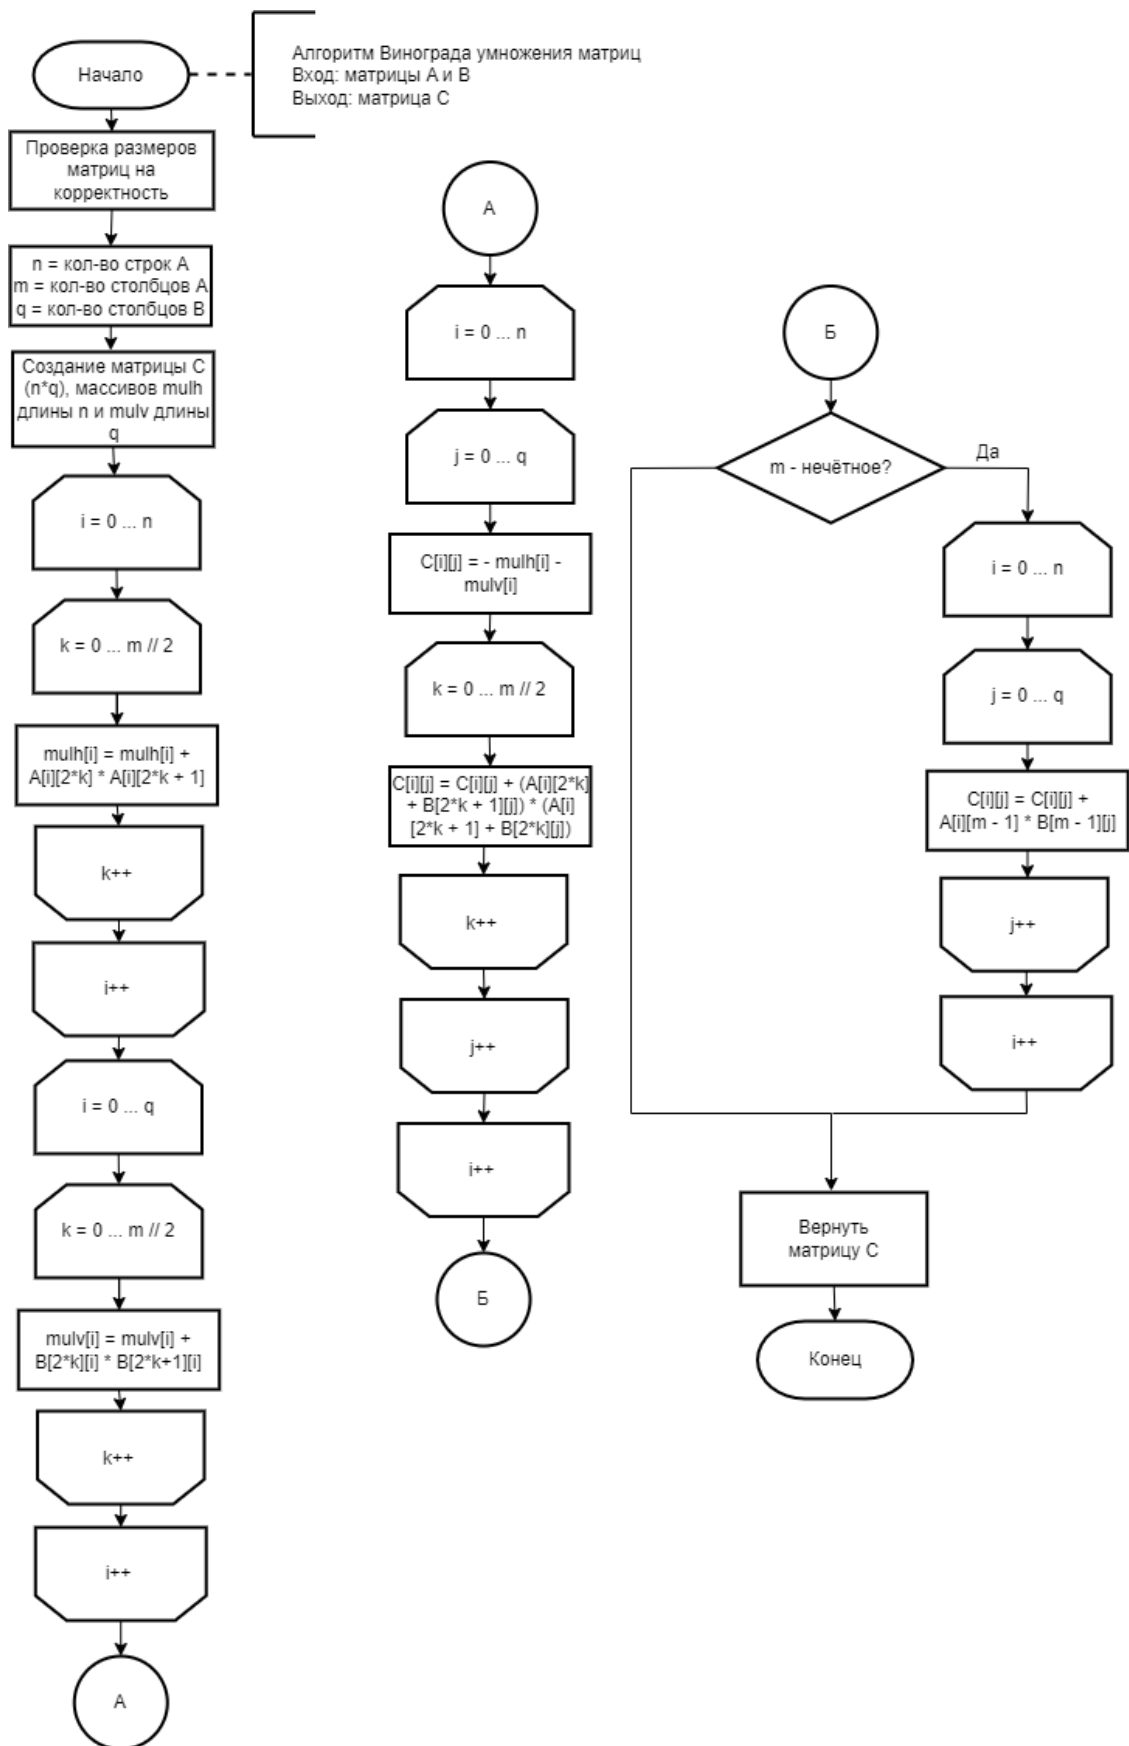 Начало
Алгоритм Винограда умножения матриц
Вход: матрицы А и В
Выход: матрица С
Проверка размеров
матриц на
корректность
n = кол-во строк А
m = кол-во столбцов А
q = кол-во столбцов В
Создание матрицы С
(n*q), массивов mulh
длины n и mulv длины
q
i = 0 ... n
k = 0 ... m // 2
mulh[i] = mulh[i] +
A[i][2*k] * A[i][2*k + 1]
k++
i++
i = 0 ... q
k = 0 ... m // 2
mulv[i] = mulv[i] +
B[2*k][i] * B[2*k+1][i]
k++
i++
А
А
i = 0 ... n
j = 0 ... q
C[i][j] = - mulh[i] -
mulv[i]
k = 0 ... m // 2
C[i][j] = C[i][j] + (A[i][2*k]
+ B[2*k + 1][j]) * (A[i]
[2*k + 1] + B[2*k][j])
k++
j++
i++
Б
Б
m - нечётное?
Да
i = 0 ... n
j = 0 ... q
C[i][j] = C[i][j] +
A[i][m - 1] * B[m - 1][j]
j++
i++
Вернуть
матрицу С
Конец